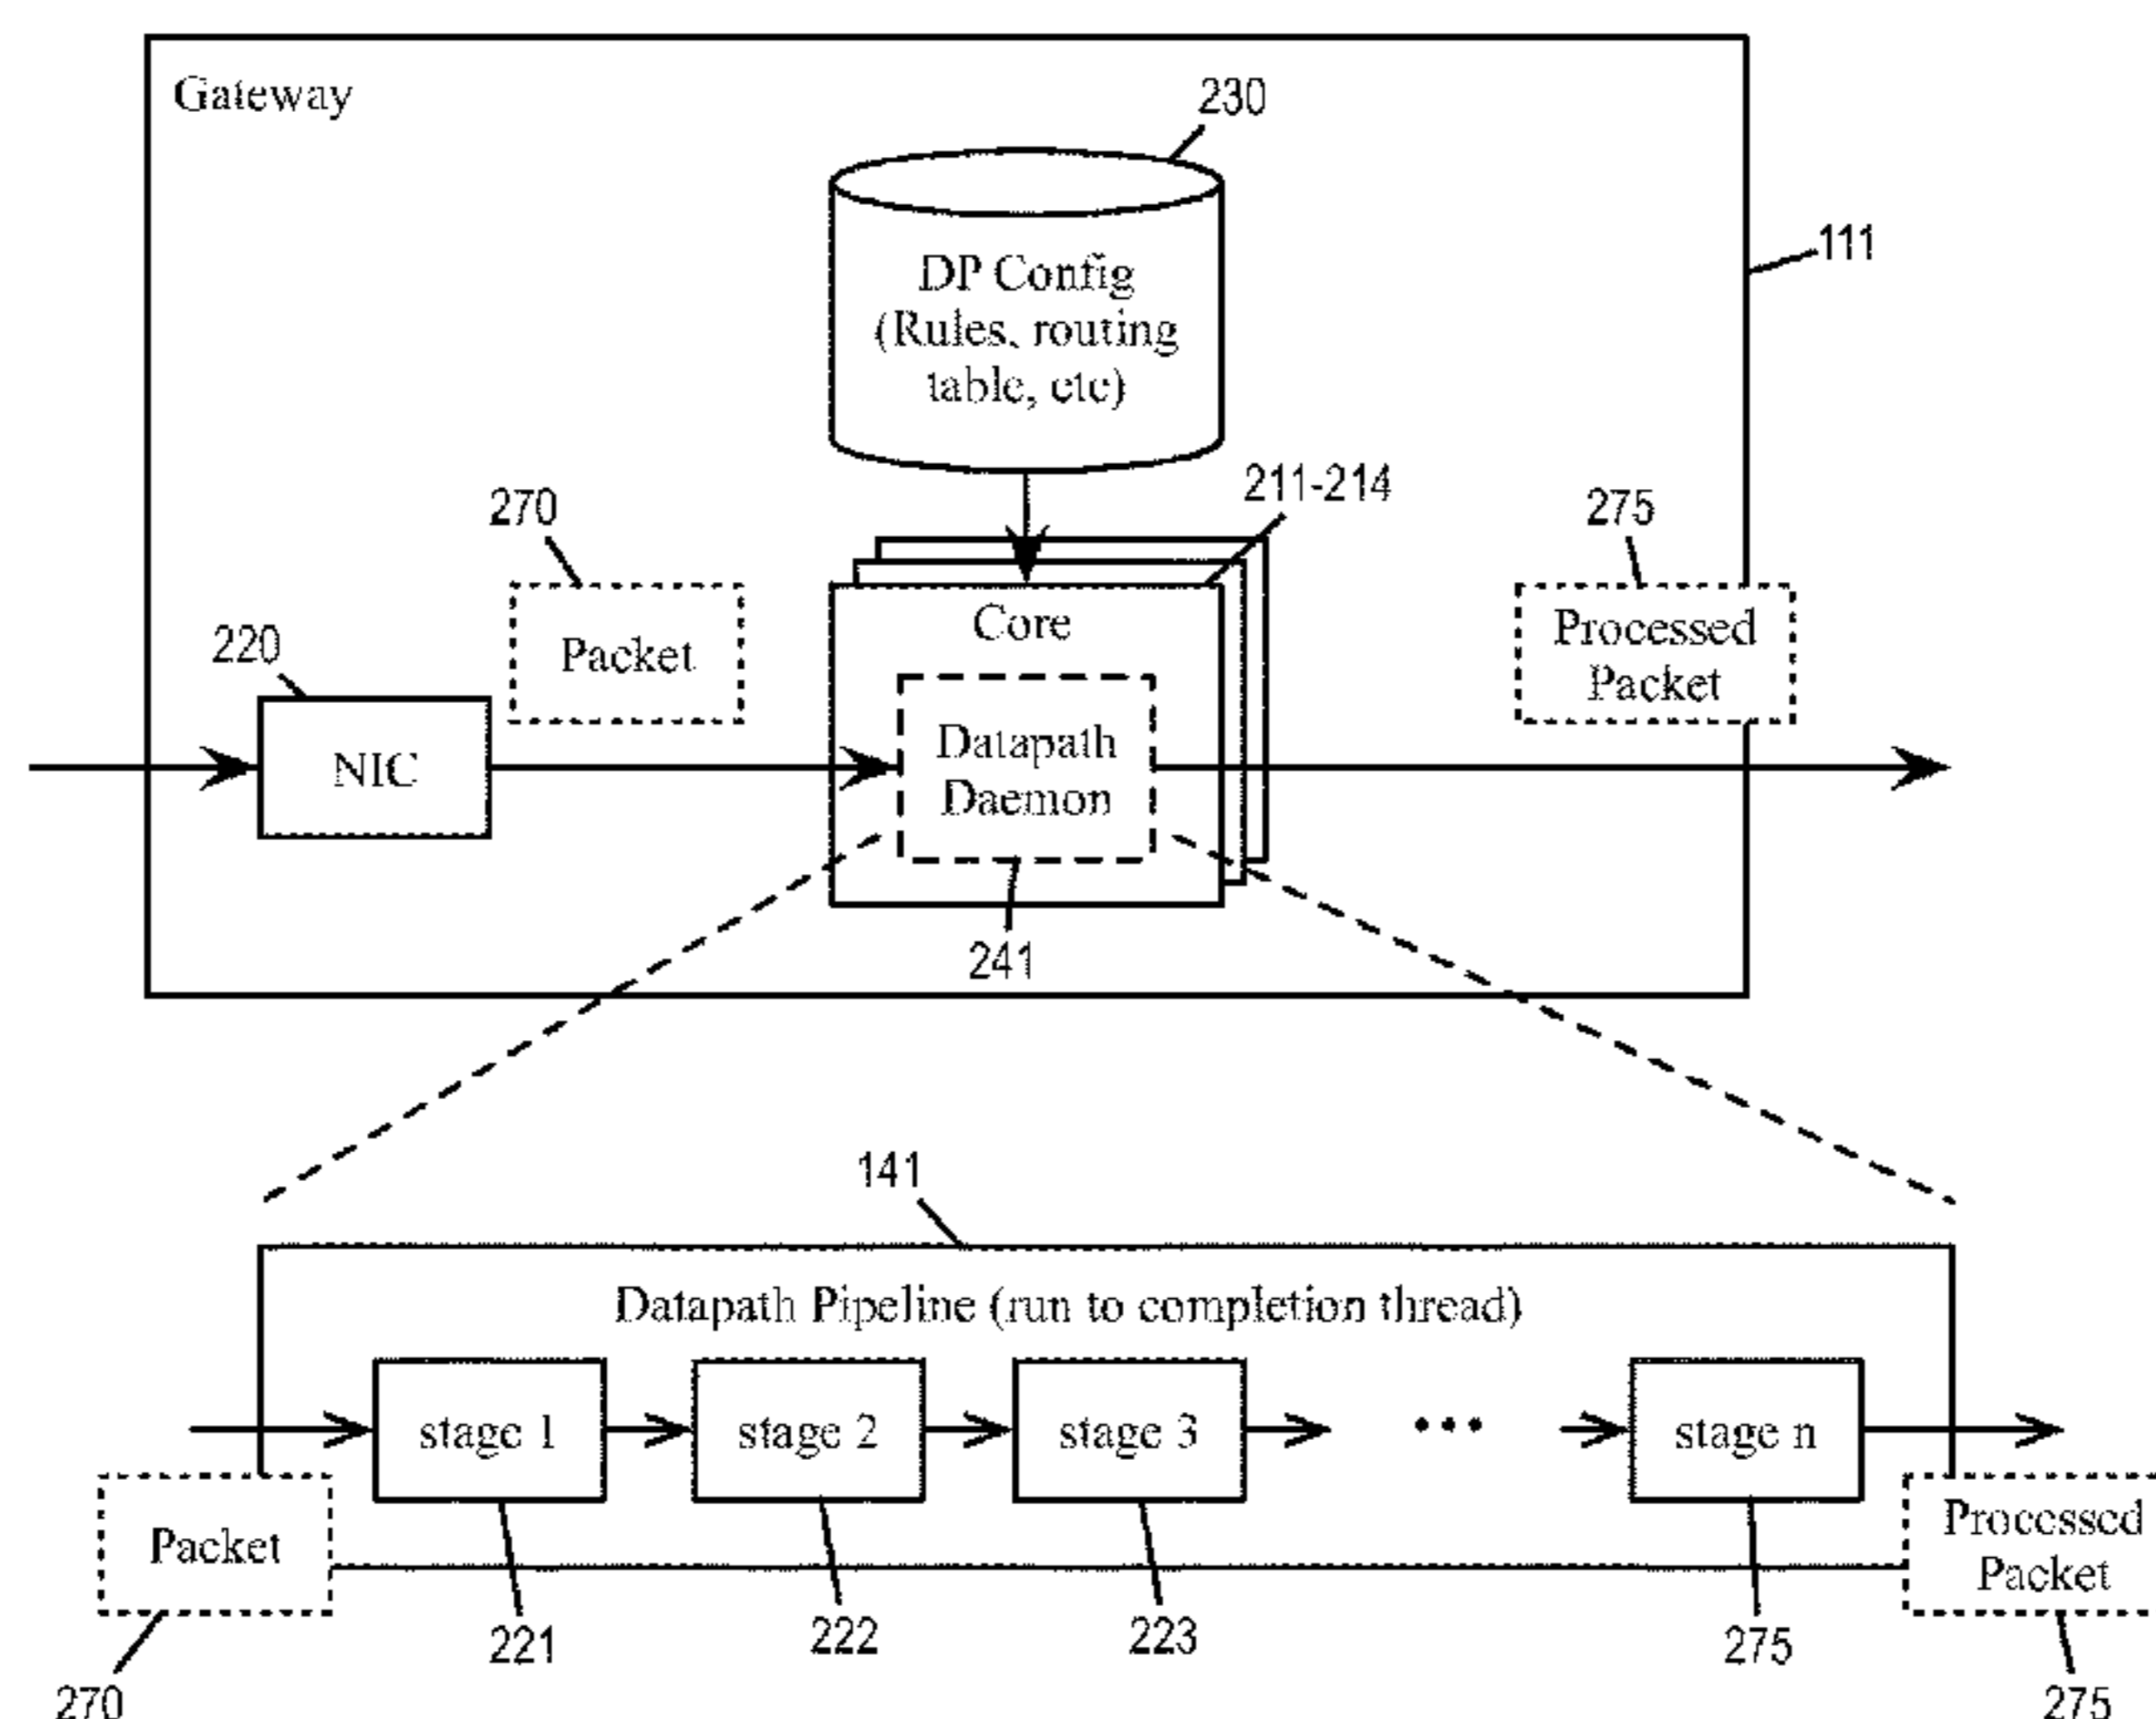 Gateway
230
DP Config
(Rules, routing
table, etc)
111
211-214
270
275
Packet
Core
Processed
Packet
220
NIC
Datapath
Daemon
241
141
Datapath Pipeline (run to completion thread)
stage 1
stage 2
stage 3
•••
stage n
Packet
Processed
Packet
221
222
223
275
270
275